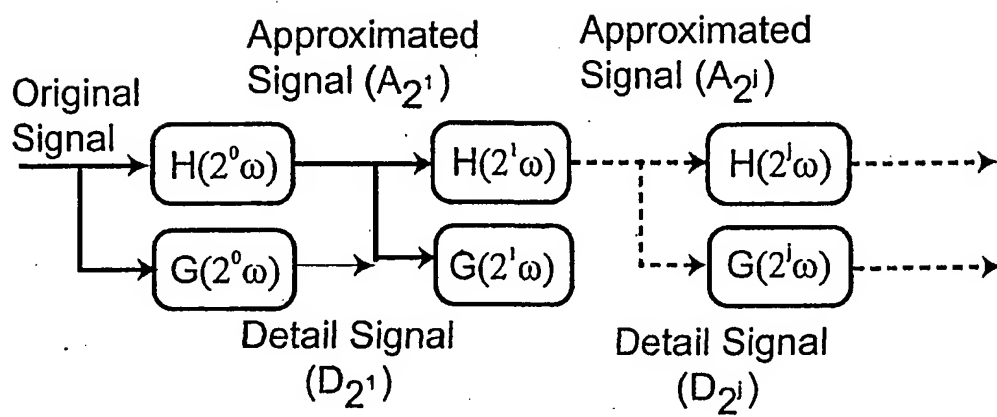 Original
Signal
Approximated
Signal (A₂¹)
Approximated
Signal (A₂ʲ)
H(2⁰ω)
H(2¹ω)
H(2ʲω)
G(2⁰ω)
G(2¹ω)
G(2ʲω)
Detail Signal
(D₂¹)
Detail Signal
(D₂ʲ)